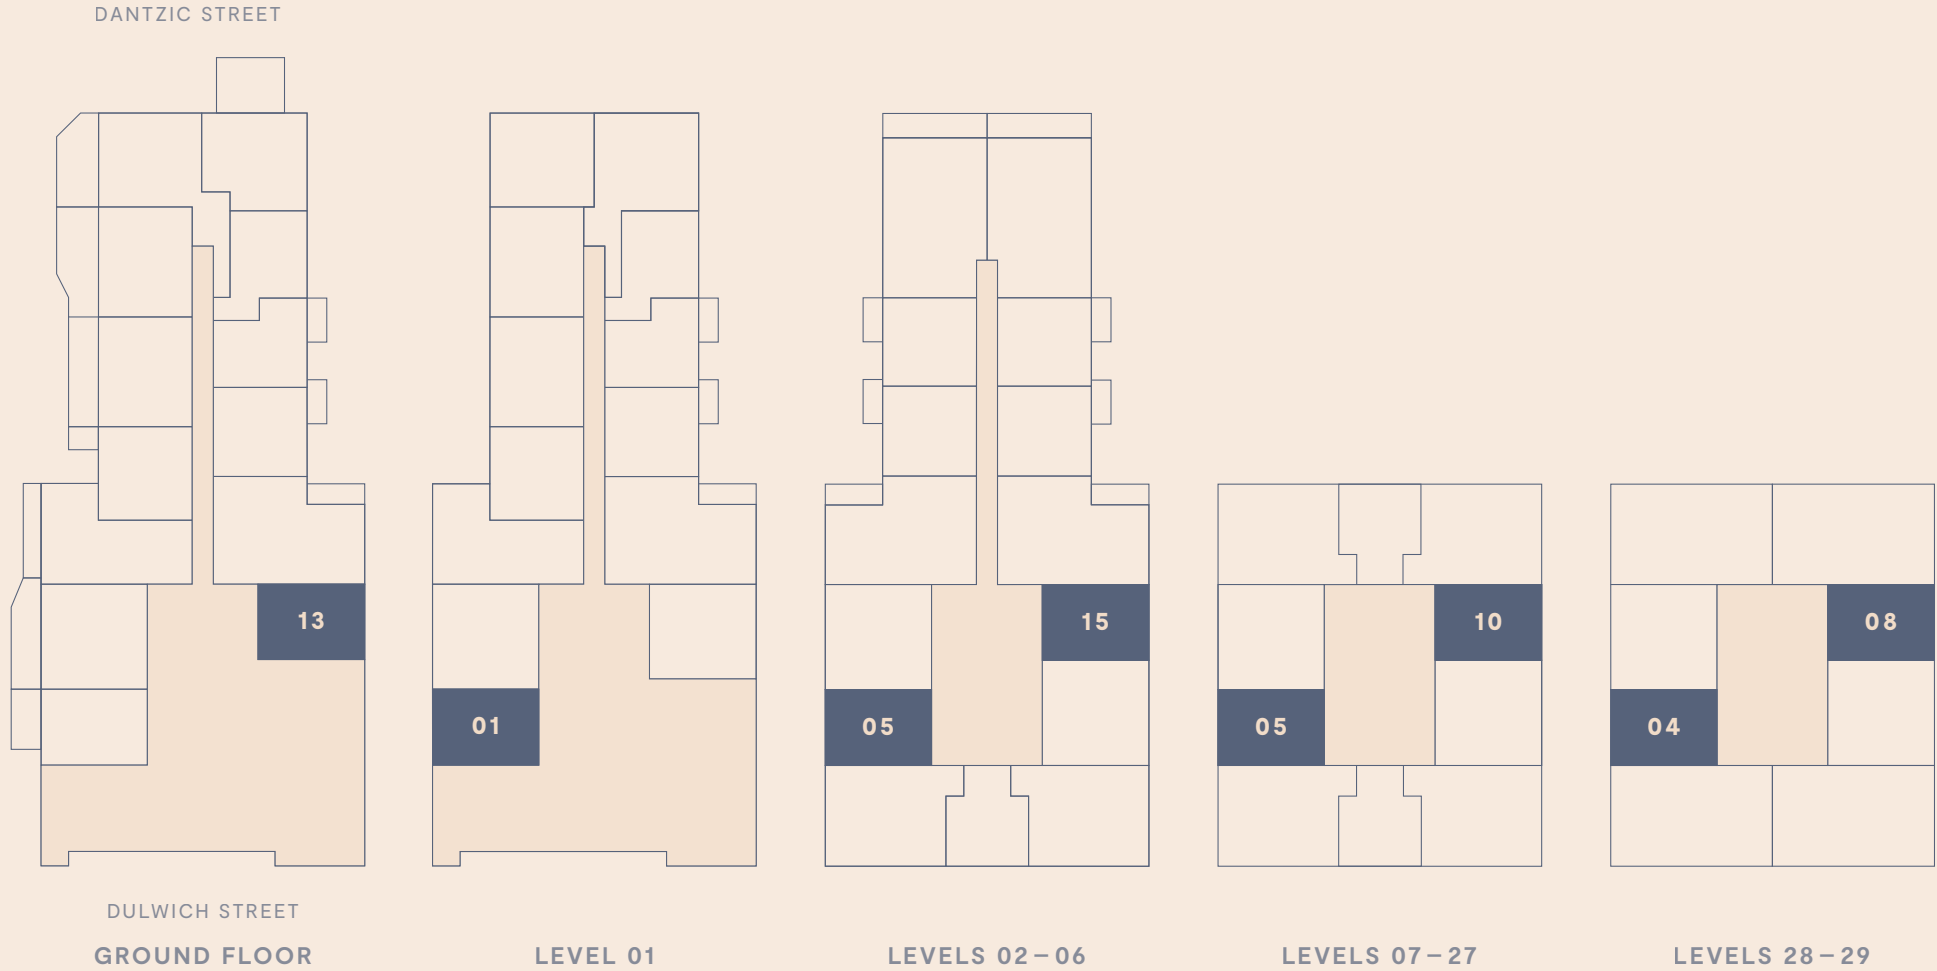 DANTZIC STREET
13
15
10
08
01
05
05
04
DULWICH STREET
GROUND FLOOR
LEVEL 01
LEVELS 02–06
LEVELS 07–27
LEVELS 28–29